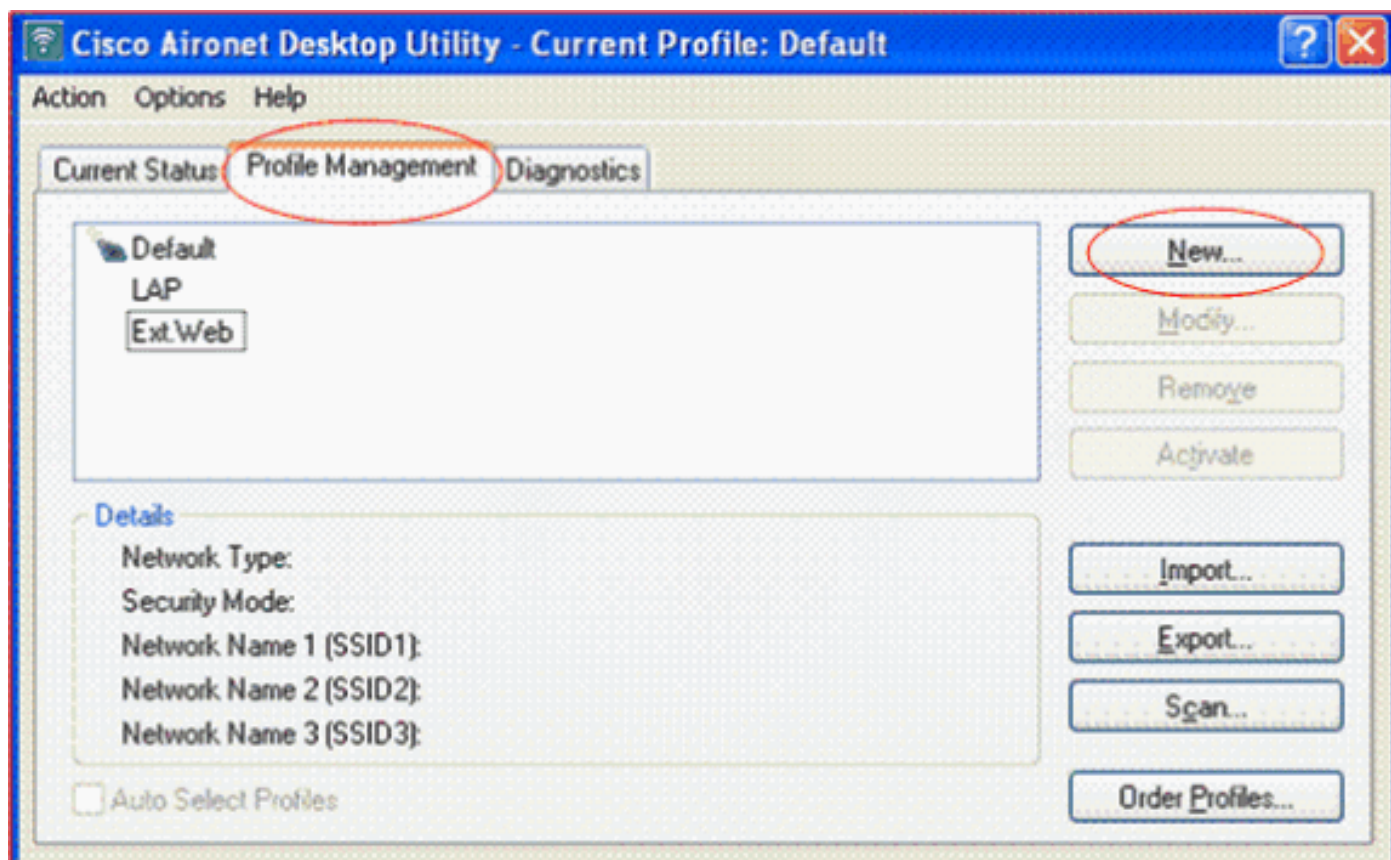 Cisco Aironet Desktop Utility - Current Profile: Default
Action Options Help
Current Status Profile Management Diagnostics
Default
LAP
Ext.Web
New...
Modify...
Remove
Activate
Details
Network Type:
Security Mode:
Network Name 1 (SSID1):
Network Name 2 (SSID2):
Network Name 3 (SSID3):
Import...
Export...
Scan...
Auto Select Profiles
Order Profiles...